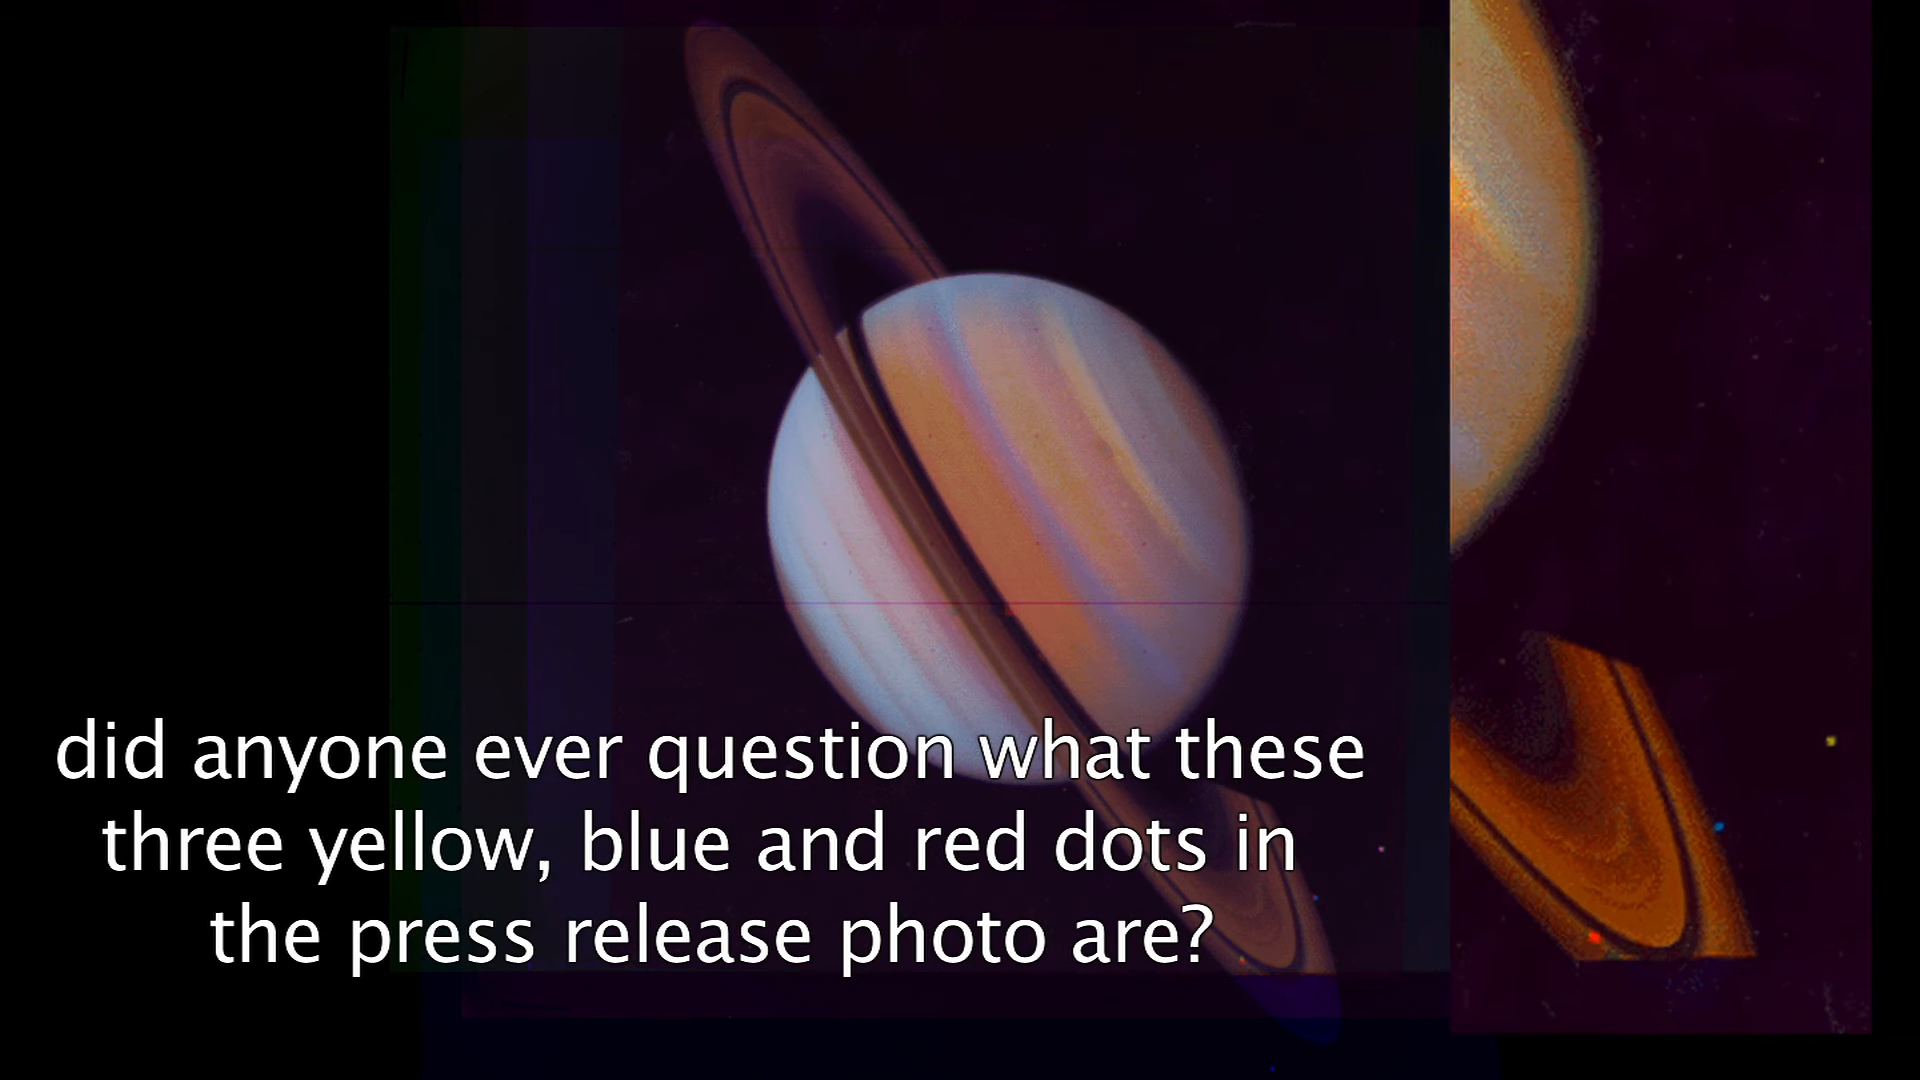 did anyone ever question what these
three yellow, blue and red dots in
the press release photo are?